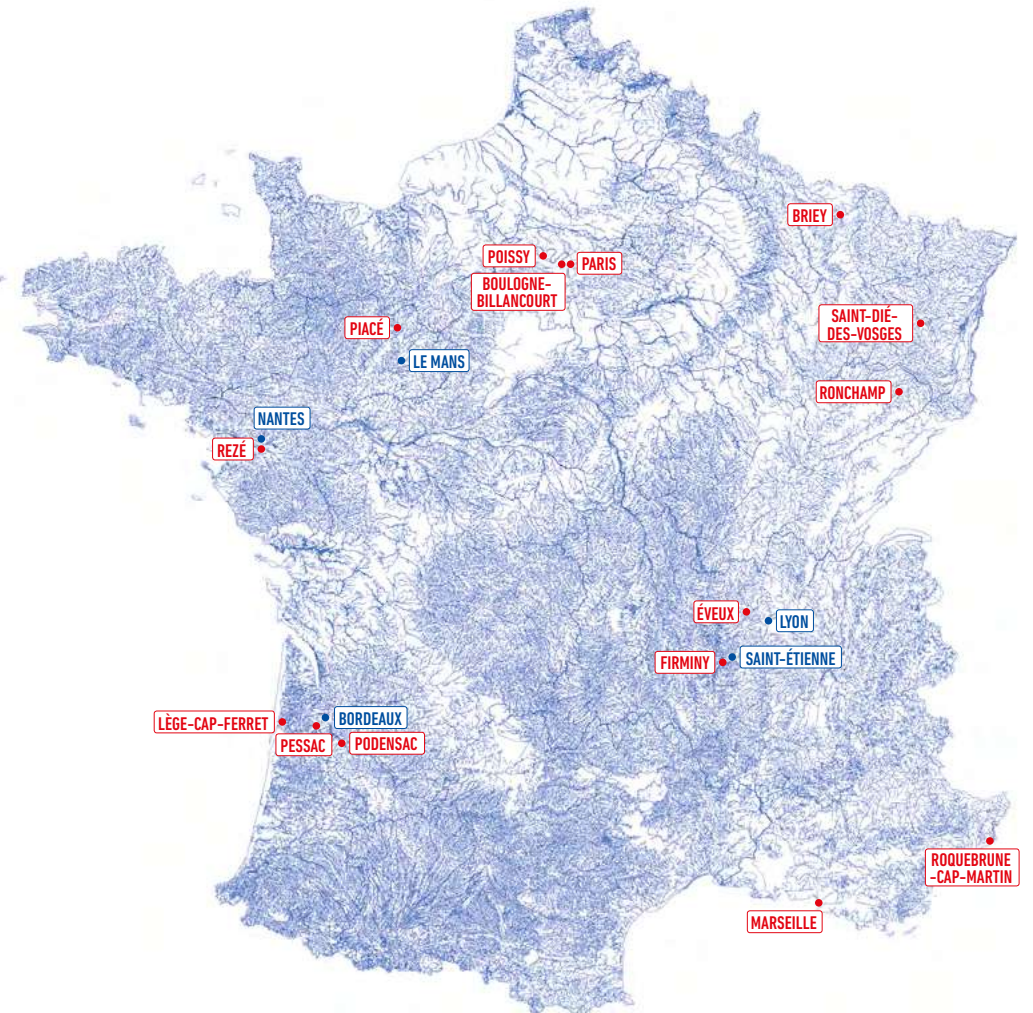 BRIEY
POISSY
PARIS
BOULOGNE-
BILLANCOURT
PIACÉ
SAINT-DIÉ-
DES-VOSGES
LE MANS
RONCHAMP
NANTES
REZÉ
ÉVEUX
LYON
SAINT-ÉTIENNE
FIRMINY
LÈGE-CAP-FERRET
BORDEAUX
PESSAC
PODENSAC
ROQUEBRUNE
-CAP-MARTIN
MARSEILLE